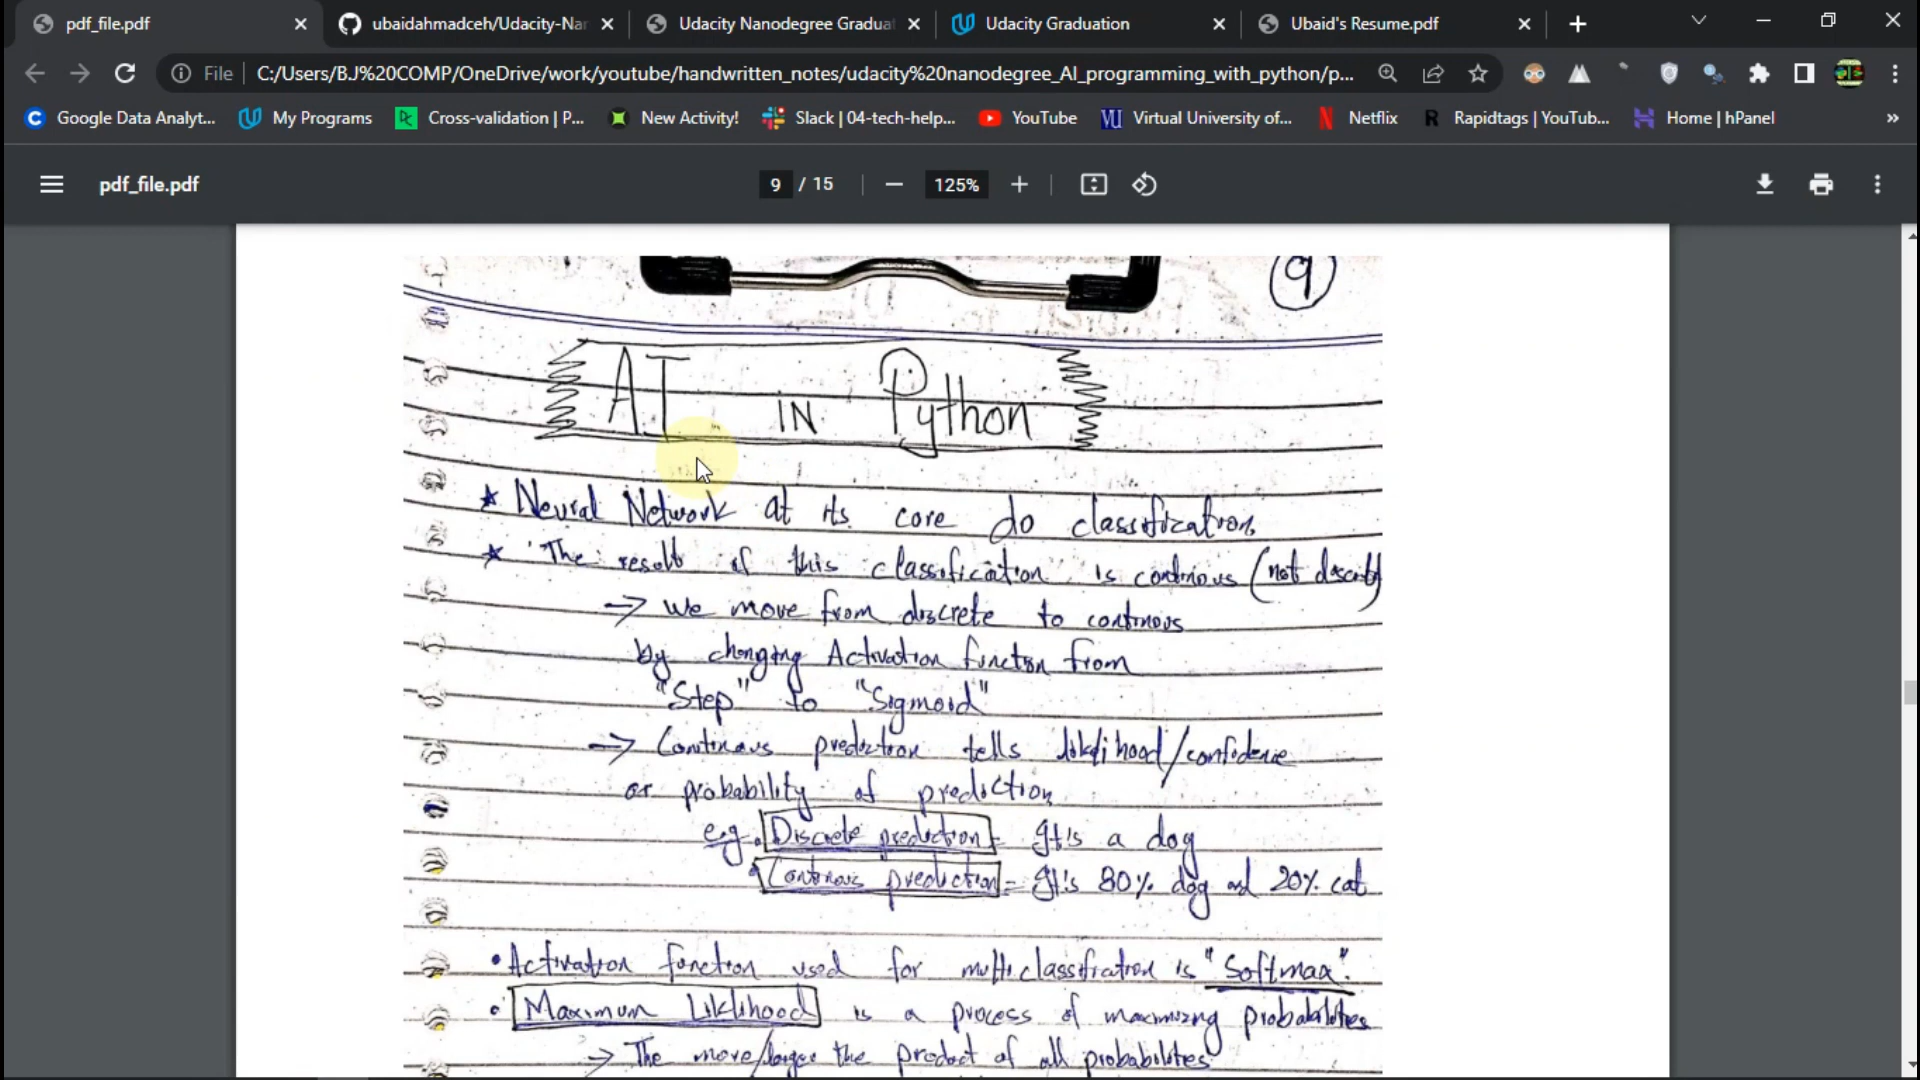 pdf_file.pdf
ubaidahmadceh/Udacity-Nan
Udacity Nanodegree Gradua
Udacity Graduation
Ubaid's Resume.pdf
File
C:/Users/BJ%20COMP/OneDrive/work/youtube/handwritten_notes/udacity%20nanodegree_AI_programming_with_python/p...
Google Data Analyt...
My Programs
Cross-validation | P...
New Activity!
Slack | 04-tech-help...
YouTube
Virtual University of...
Netflix
Rapidtags | YouTub...
Home | hPanel
pdf_file.pdf
9 / 15
125%
9
AI IN Python
★ Neural Network at its core do classification.
★ The result of this classification is continous (not discrete)
→ We move from discrete to continous
by changing Activation function from
"Step" to "Sigmoid"
→ Continous prediction tells likelihood/confidence
or probability of prediction
e.g. Discrete prediction = It's a dog
• Continous prediction = It's 80% dog and 20% cat
• Activation function used for multi classification is "Softmax".
• Maximum Liklihood is a process of maximizing probabilities
→ The more/larger the product of all probabilities